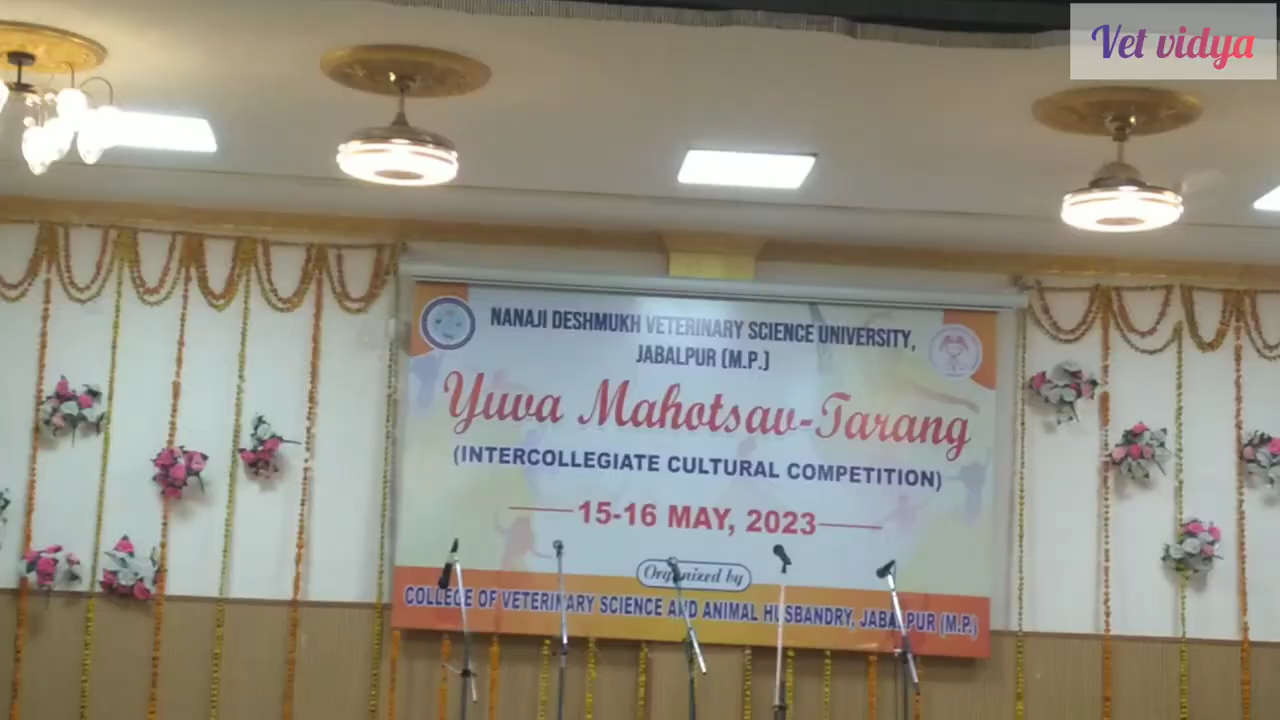 Vet vidya
NANAJI DESHMUKH VETERINARY SCIENCE UNIVERSITY,
JABALPUR (M.P.)
Yuva Mahotsav-Tarang
(INTERCOLLEGIATE CULTURAL COMPETITION)
15-16 MAY, 2023
Organized by
COLLEGE OF VETERINARY SCIENCE AND ANIMAL HUSBANDRY, JABALPUR (M.P.)